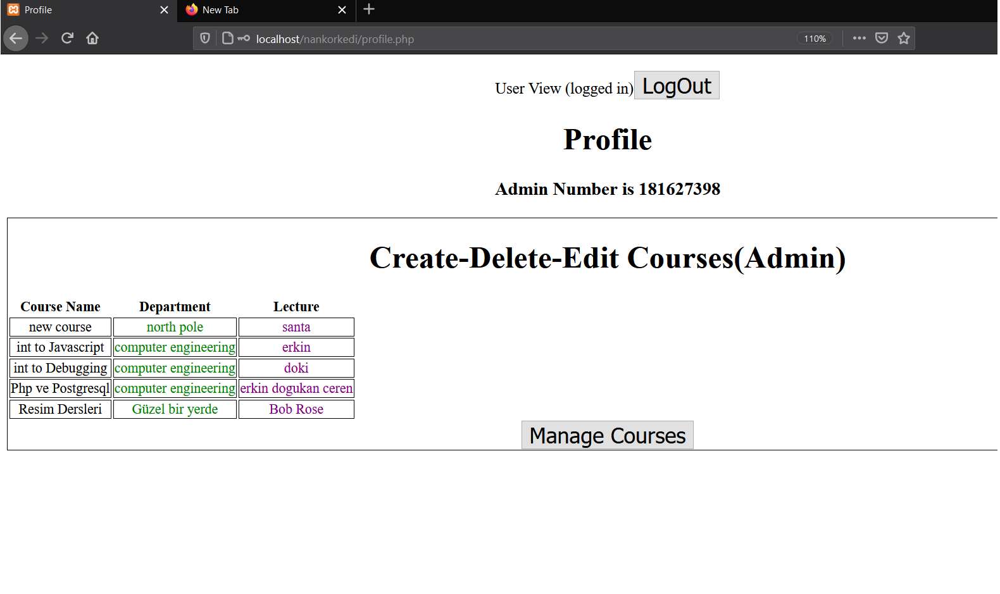 Profile
New Tab
localhost/nankorkedi/profile.php
110%
User View (logged in) LogOut
Profile
Admin Number is 181627398
Create-Delete-Edit Courses(Admin)
Course Name Department Lecture
new course north pole santa
int to Javascript computer engineering erkin
int to Debugging computer engineering doki
Php ve Postgresql computer engineering erkin dogukan ceren
Resim Dersleri Güzel bir yerde Bob Rose
Manage Courses